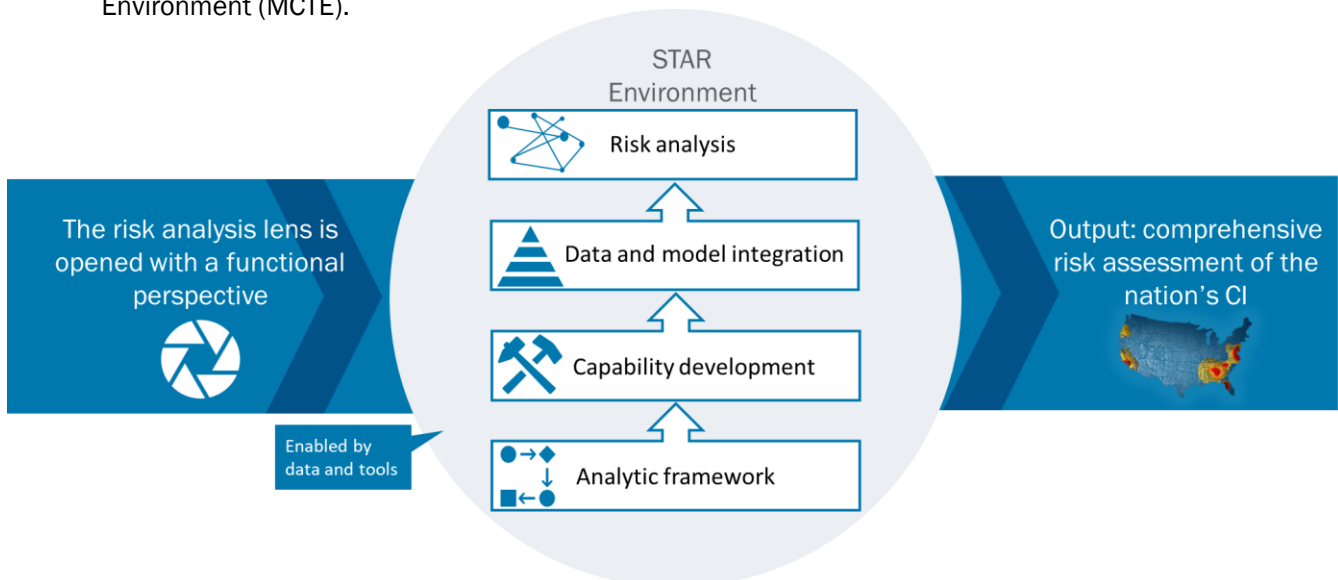 Environment (MCTE).
STAR
Environment
Risk analysis
The risk analysis lens is
opened with a functional
perspective
Data and model integration
Output: comprehensive
risk assessment of the
nation's CI
Capability development
Enabled by
data and tools
Analytic framework